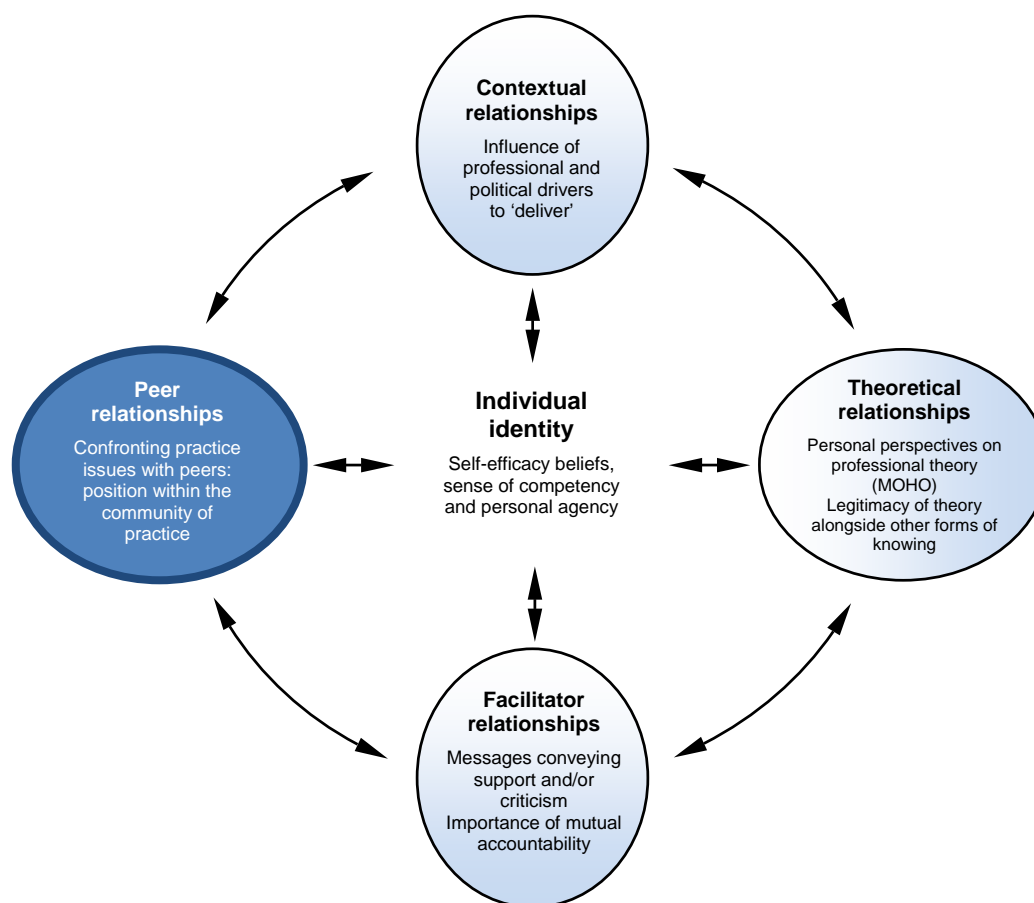 Contextual
relationships
Influence of
professional and
political drivers
to ‘deliver’
Peer
relationships
Confronting practice
issues with peers:
position within the
community of
practice
Individual
identity
Self-efficacy beliefs,
sense of competency
and personal agency
Theoretical
relationships
Personal perspectives on
professional theory
(MOHO)
Legitimacy of theory
alongside other forms of
knowing
Facilitator
relationships
Messages conveying
support and/or
criticism
Importance of mutual
accountability